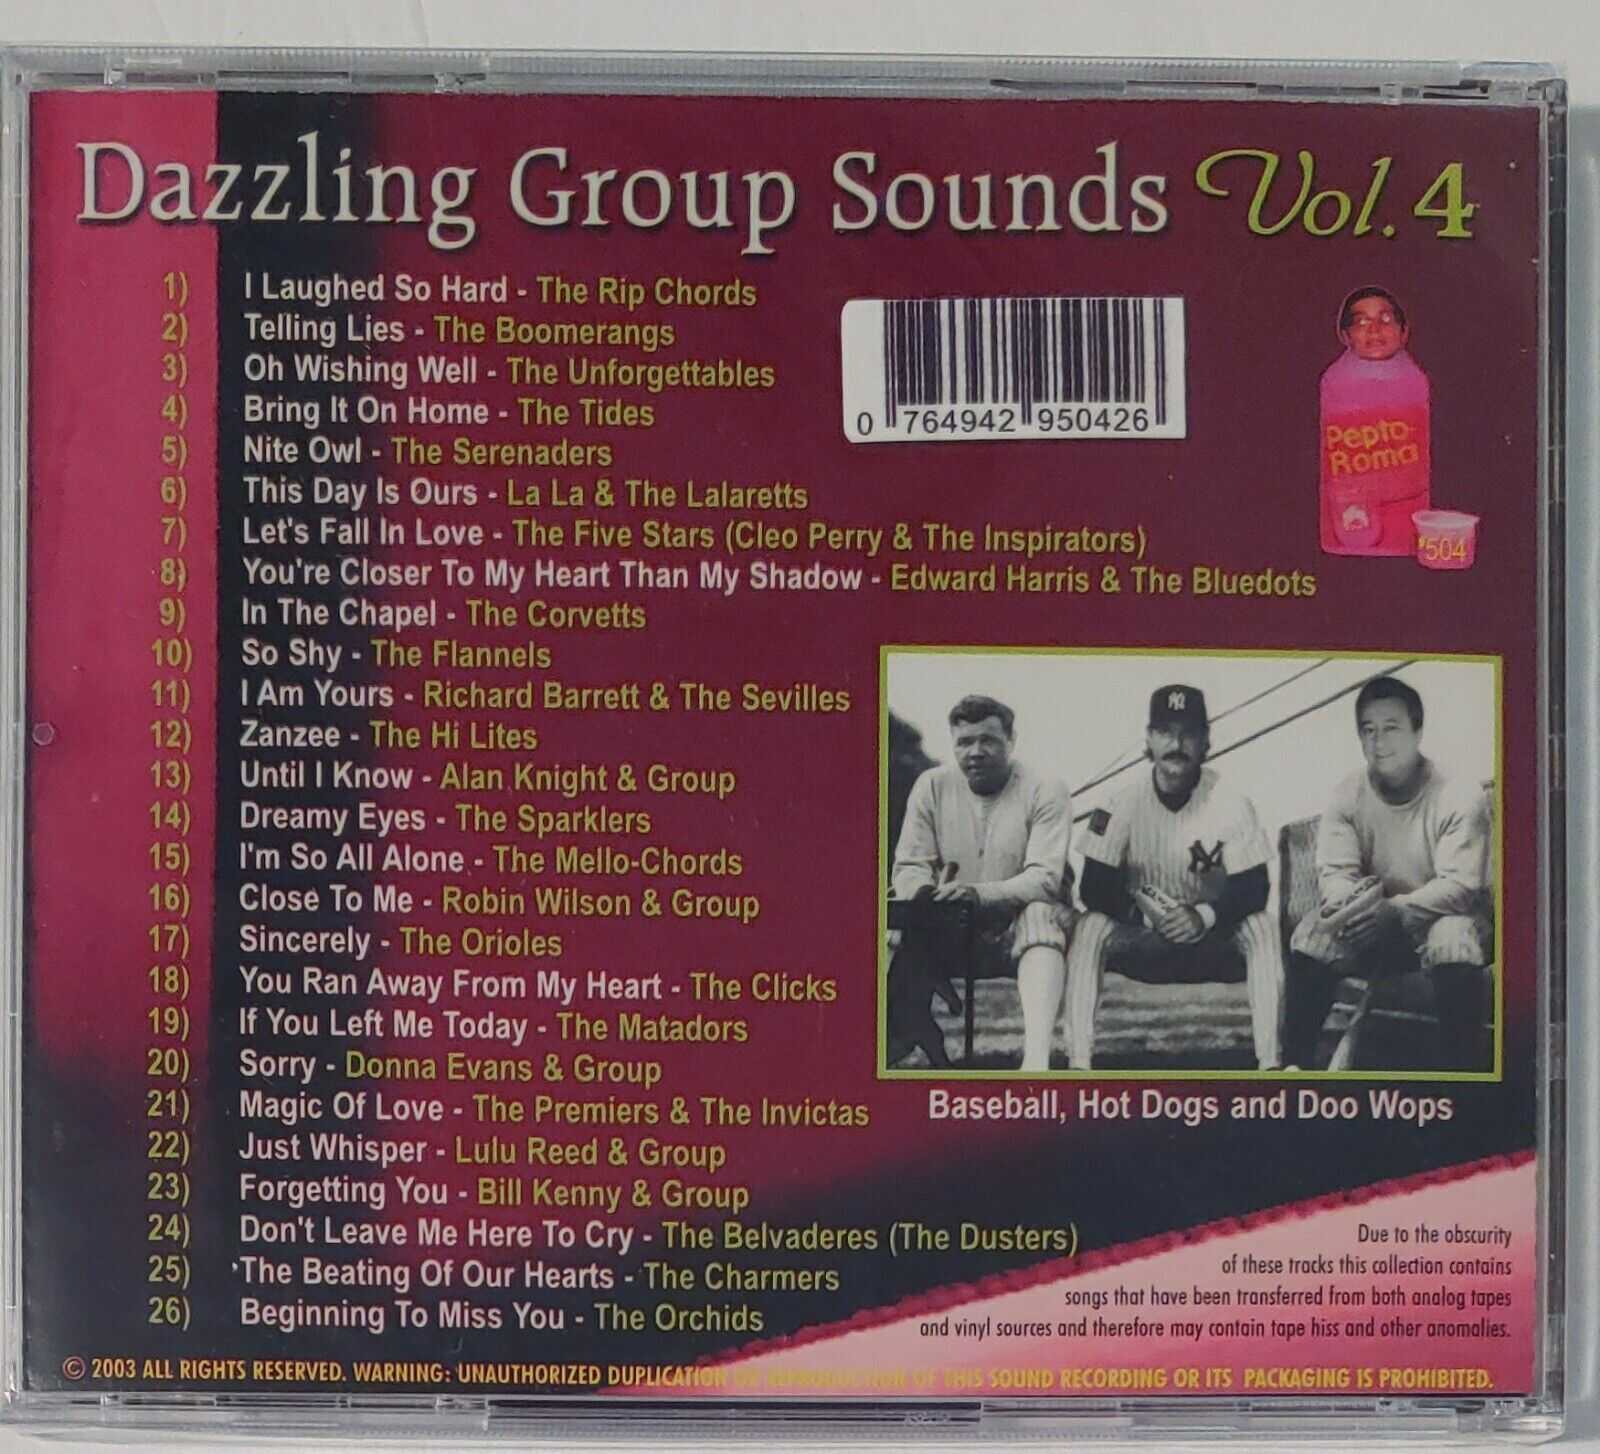 Dazzling Group Sounds Vol. 4
1) I Laughed So Hard - The Rip Chords
2) Telling Lies - The Boomerangs
3) Oh Wishing Well - The Unforgettables
4) Bring It On Home - The Tides
5) Nite Owl - The Serenaders
6) This Day Is Ours - La La & The Lalaretts
7) Let's Fall In Love - The Five Stars (Cleo Perry & The Inspirators)
8) You're Closer To My Heart Than My Shadow - Edward Harris & The Bluedots
9) In The Chapel - The Corvetts
10) So Shy - The Flannels
11) I Am Yours - Richard Barrett & The Sevilles
12) Zanzee - The Hi Lites
13) Until I Know - Alan Knight & Group
14) Dreamy Eyes - The Sparklers
15) I'm So All Alone - The Mello-Chords
16) Close To Me - Robin Wilson & Group
17) Sincerely - The Orioles
18) You Ran Away From My Heart - The Clicks
19) If You Left Me Today - The Matadors
20) Sorry - Donna Evans & Group
21) Magic Of Love - The Premiers & The Invictas
22) Just Whisper - Lulu Reed & Group
23) Forgetting You - Bill Kenny & Group
24) Don't Leave Me Here To Cry - The Belvaderes (The Dusters)
25) The Beating Of Our Hearts - The Charmers
26) Beginning To Miss You - The Orchids
0 764942 950426
Pepto-
Roma
#504
NY
NY
Baseball, Hot Dogs and Doo Wops
Due to the obscurity
of these tracks this collection contains
songs that have been transferred from both analog tapes
and vinyl sources and therefore may contain tape hiss and other anomalies.
© 2003 ALL RIGHTS RESERVED. WARNING: UNAUTHORIZED DUPLICATION OR REPRODUCTION OF THIS SOUND RECORDING OR ITS PACKAGING IS PROHIBITED.